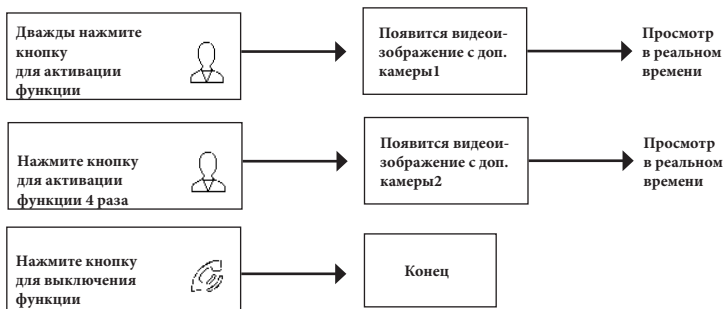 Дважды нажмите
кнопку
для активации
функции
Появится видеои-
зображение с доп.
камеры1
Просмотр
в реальном
времени
Нажмите кнопку
для активации
функции 4 раза
Появится видеои-
зображение с доп.
камеры2
Просмотр
в реальном
времени
Нажмите кнопку
для выключения
функции
Конец